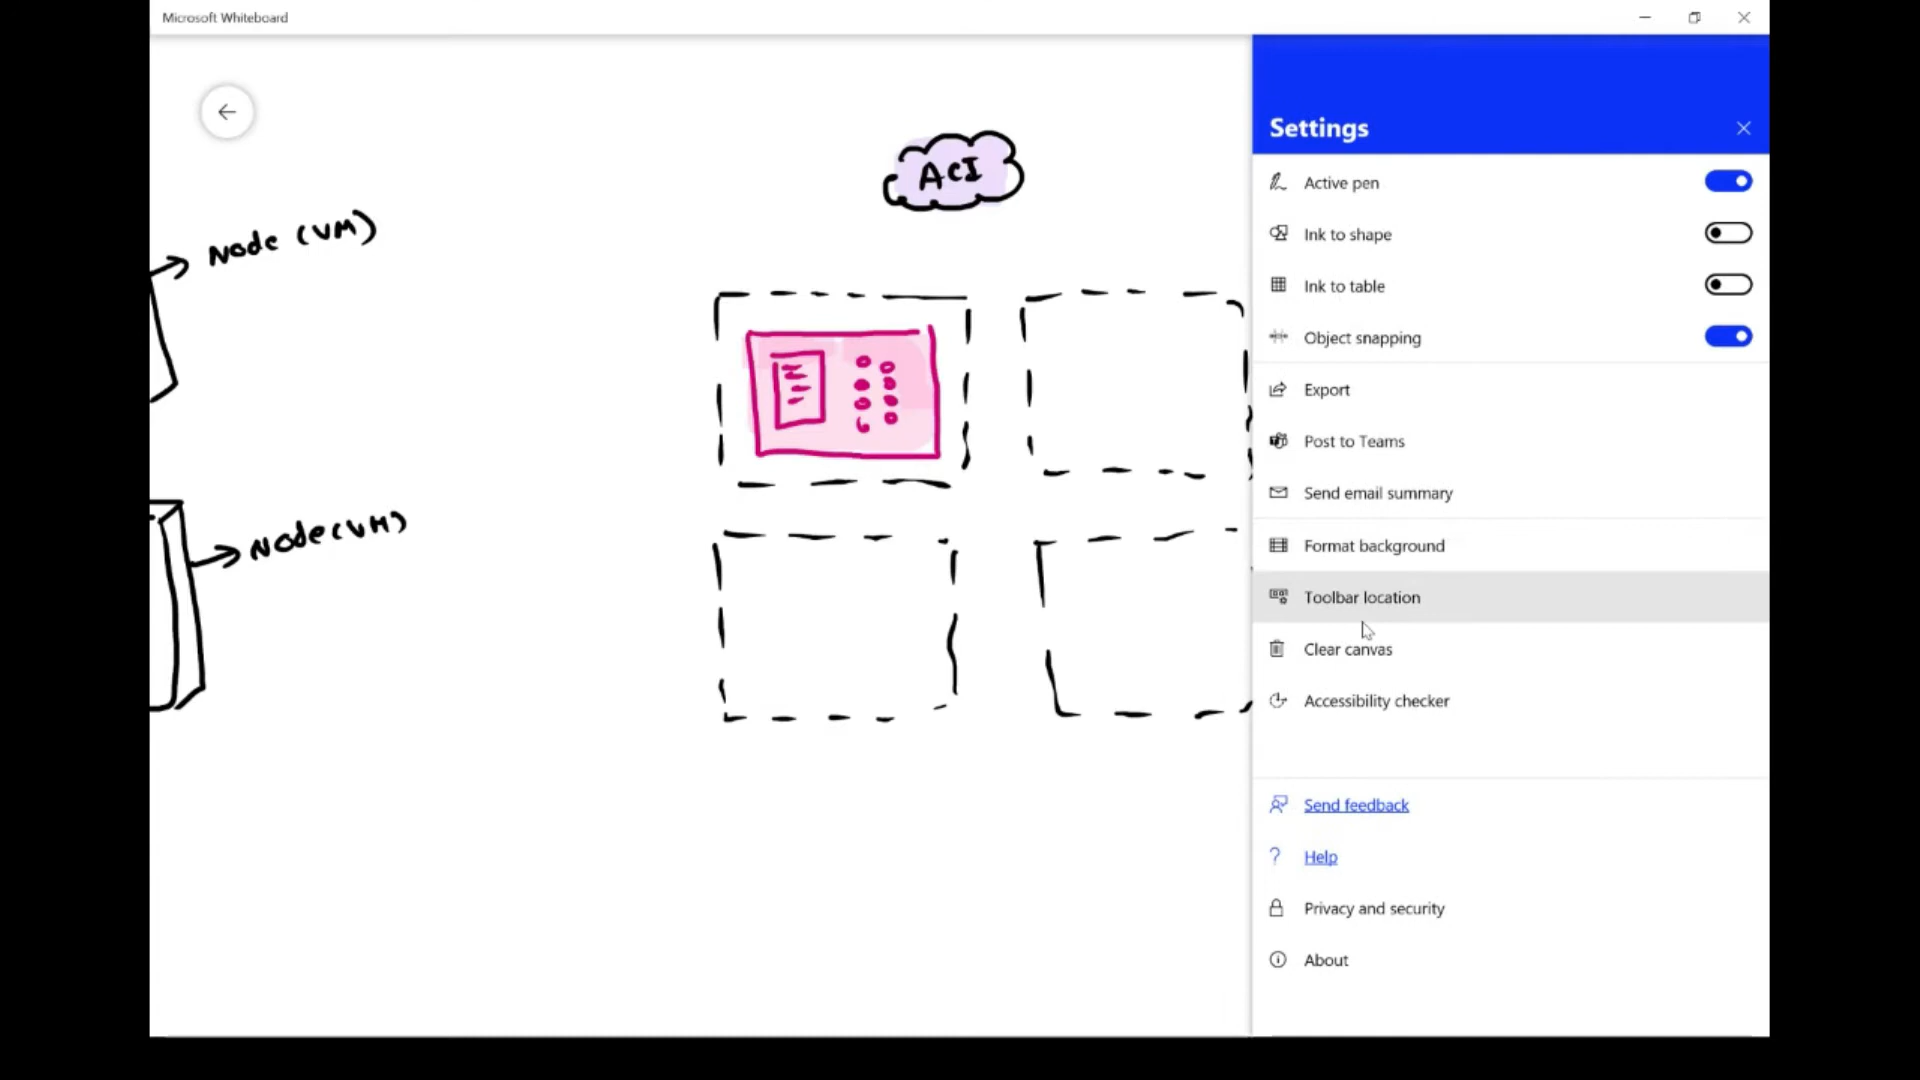 Microsoft Whiteboard
ACI
Node (VM)
Node (VM)
Settings
Active pen
Ink to shape
Ink to table
Object snapping
Export
Post to Teams
Send email summary
Format background
Toolbar location
Clear canvas
Accessibility checker
Send feedback
Help
Privacy and security
About